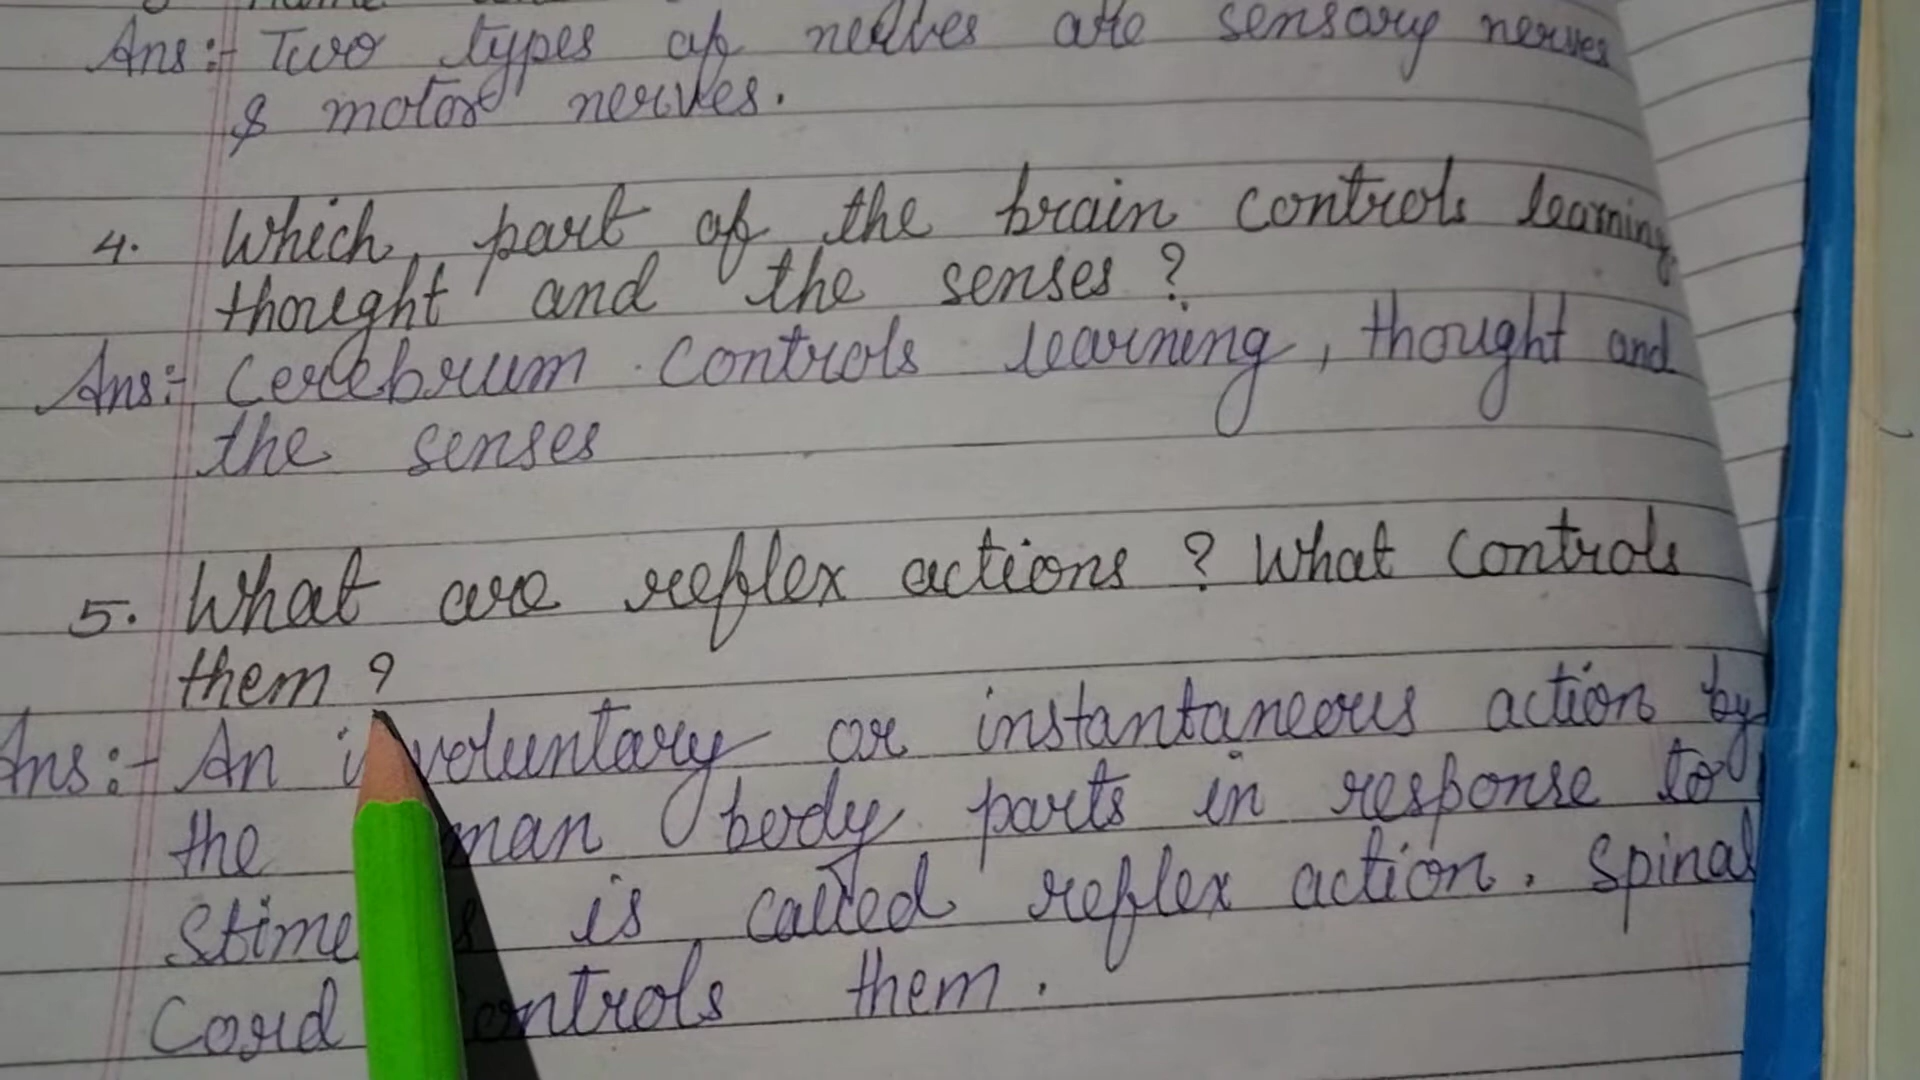 Ans:- Two types of nerves are sensory nerves
& motor nerves.
4. Which part of the brain controls learning,
thought and the senses?
Ans:- Cerebrum controls learning, thought and
the senses
5. What are reflex actions? What controls
them?
Ans:- An involuntary or instantaneous action by
the man body parts in response to
is called reflex action. Spinal
Cord controls them.